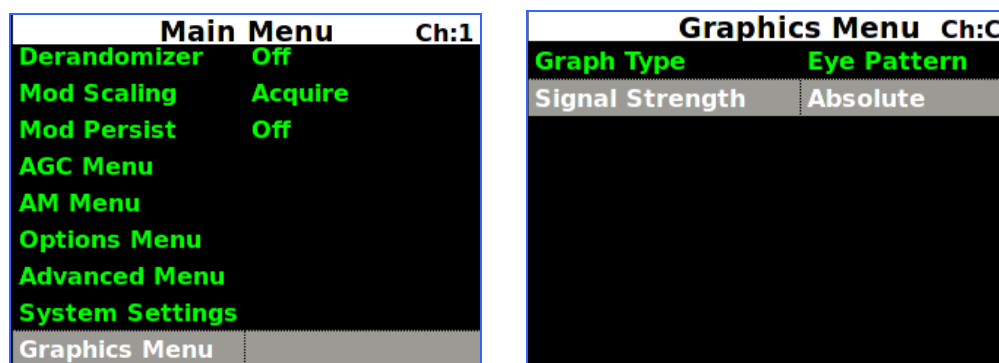 Main Menu Ch:1
Derandomizer Off
Mod Scaling Acquire
Mod Persist Off
AGC Menu
AM Menu
Options Menu
Advanced Menu
System Settings
Graphics Menu
Graphics Menu Ch:C
Graph Type Eye Pattern
Signal Strength Absolute